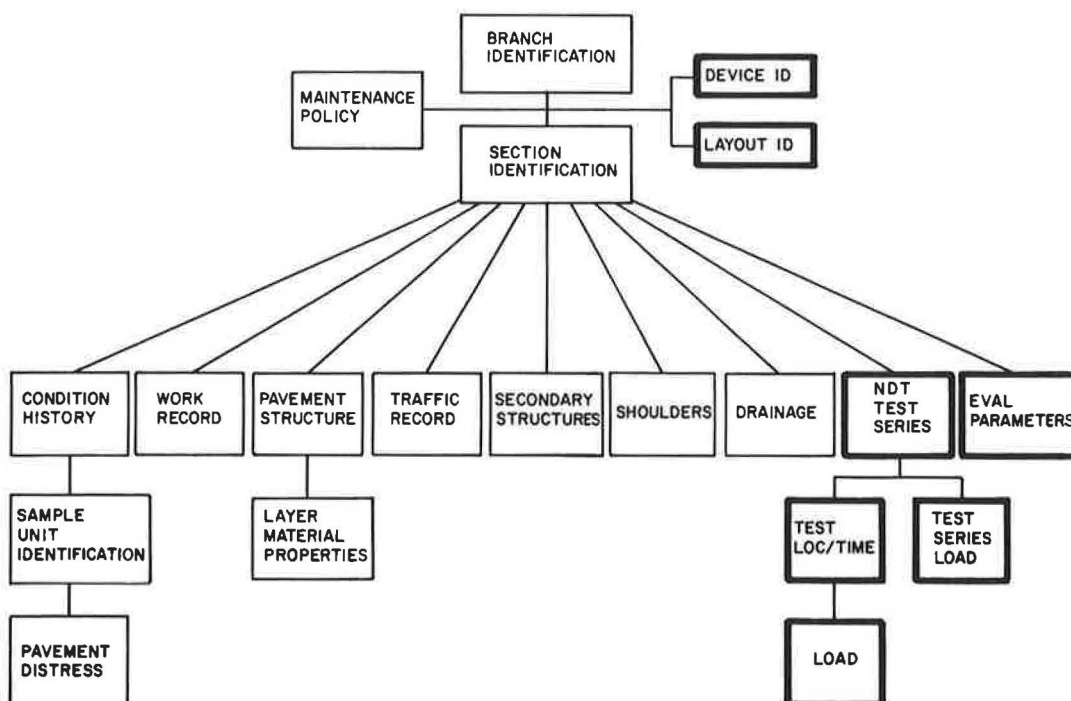 BRANCH
IDENTIFICATION
DEVICE ID
MAINTENANCE
POLICY
LAYOUT ID
SECTION
IDENTIFICATION
CONDITION
HISTORY
WORK
RECORD
PAVEMENT
STRUCTURE
TRAFFIC
RECORD
SECONDARY
STRUCTURES
SHOULDERS
DRAINAGE
NDT
TEST
SERIES
EVAL
PARAMETERS
SAMPLE
UNIT
IDENTIFICATION
LAYER
MATERIAL
PROPERTIES
TEST
LOC/TIME
TEST
SERIES
LOAD
PAVEMENT
DISTRESS
LOAD